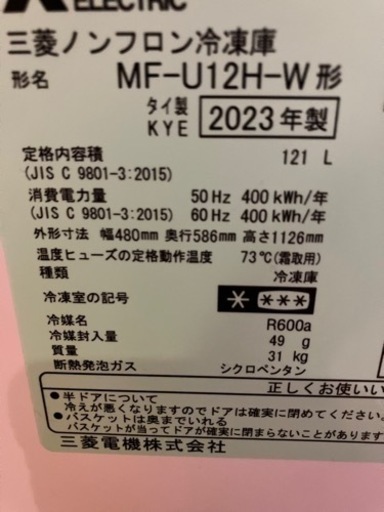 ELECTRIC
三菱ノンフロン冷凍庫
形名 MF-U12H-W形
タイ製 KYE 2023年製
定格内容積 121 L
(JIS C 9801-3:2015)
消費電力量 50Hz 400kWh/年
(JIS C 9801-3:2015) 60Hz 400kWh/年
外形寸法 幅480mm 奥行586mm 高さ1126mm
温度ヒューズの定格動作温度 73℃(霜取用)
種類 冷凍庫
冷凍室の記号 * ***
冷媒名 R600a
冷媒封入量 49 g
質量 31 kg
断熱発泡ガス シクロペンタン
正しくお使いい
●半ドアについて
冷えが悪くなりますのでドアは確実に閉めてください。
●バスケットは奥までいれる
バスケットが当ってドアが確実に閉まらないことがあります
三菱電機株式会社